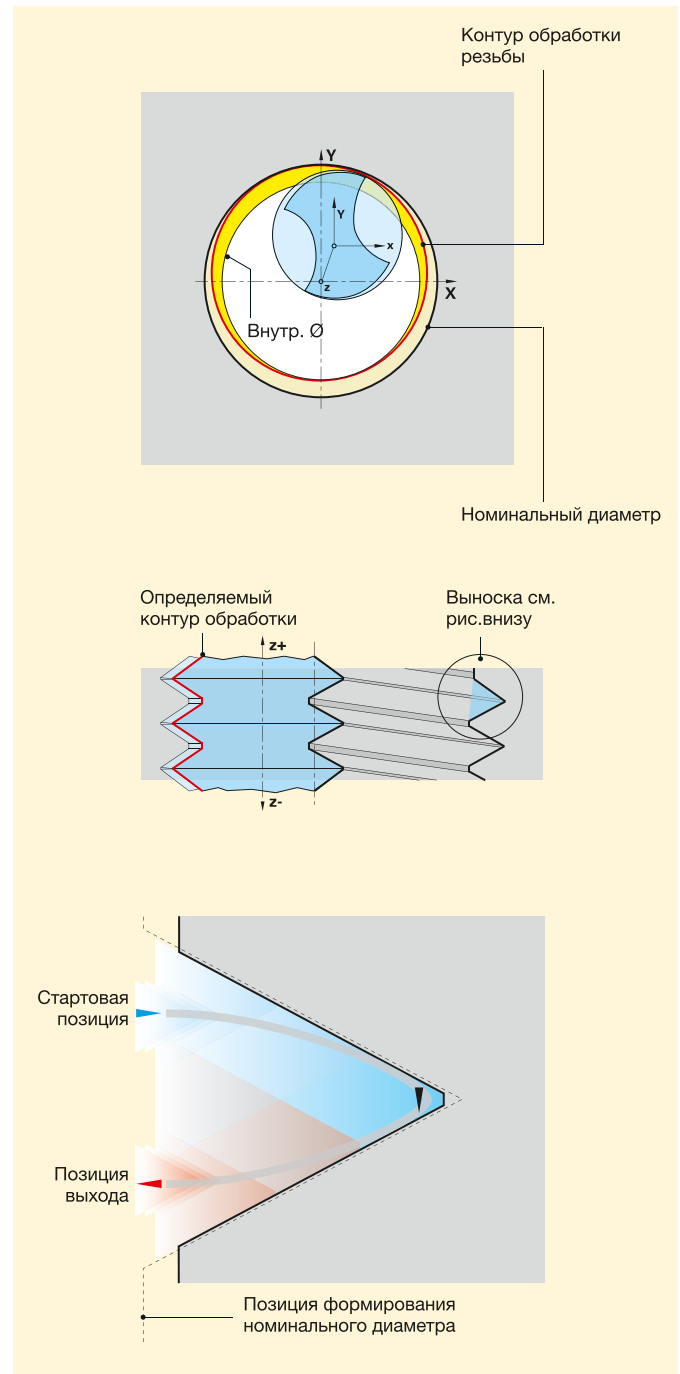 Контур обработки
резьбы
Y
Y
x
z
X
Внутр. Ø
Номинальный диаметр
Определяемый
контур обработки
Выноска см.
рис.внизу
z+
z-
Стартовая
позиция
Позиция
выхода
Позиция формирования
номинального диаметра